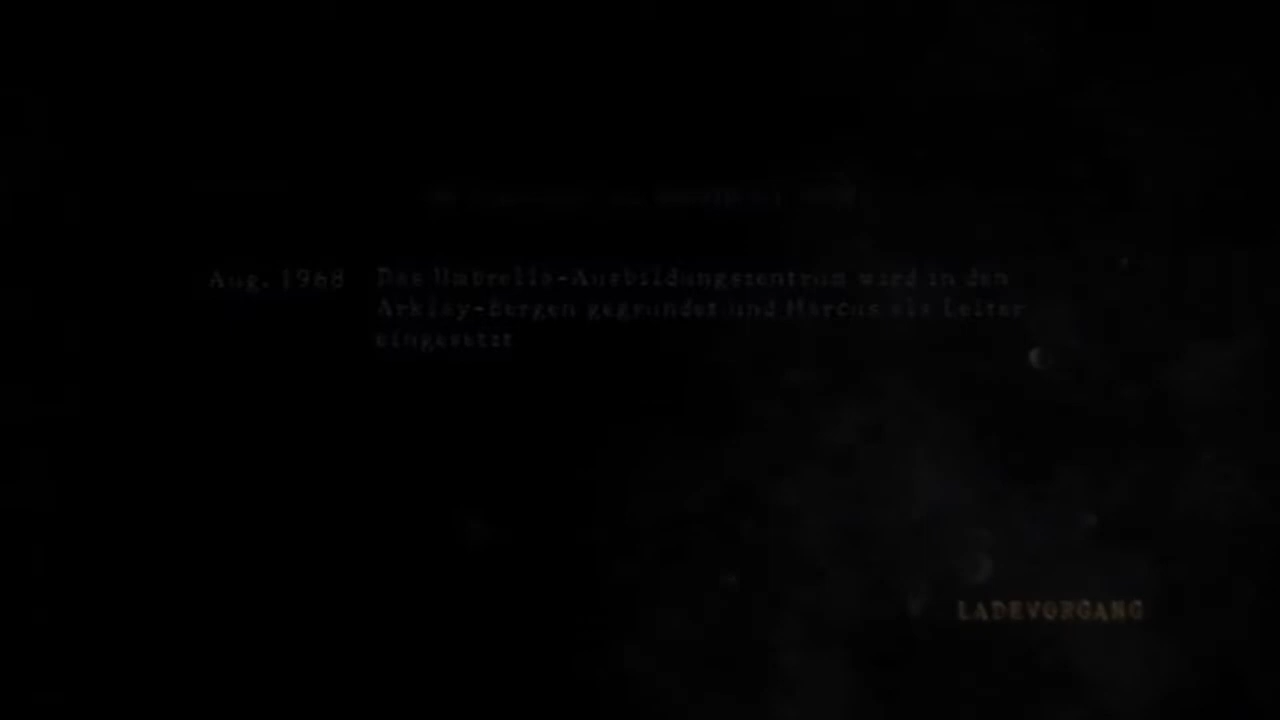 Aug. 1968 Das Umbrella-Ausbildungszentrum wird in den
Arklay-Bergen gegründet und Marcus als Leiter
eingesetzt
LADEVORGANG